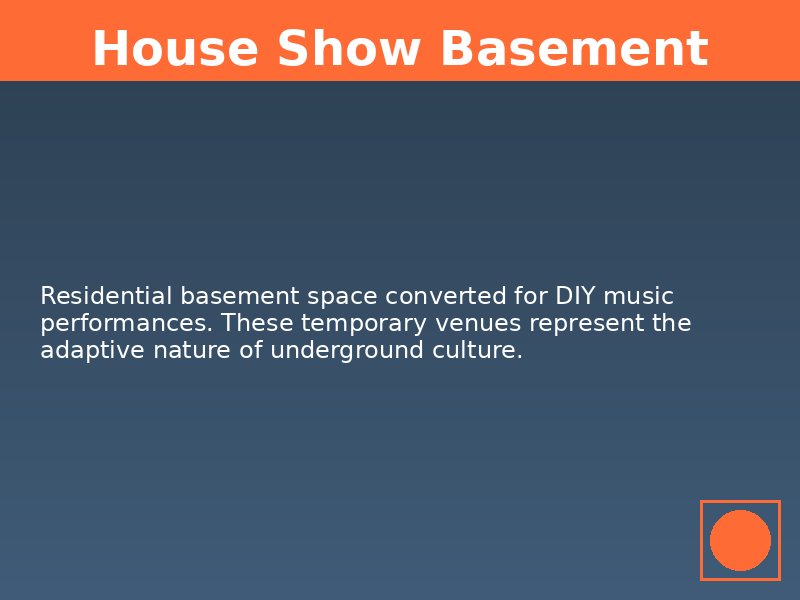 House Show Basement
Residential basement space converted for DIY music
performances. These temporary venues represent the
adaptive nature of underground culture.